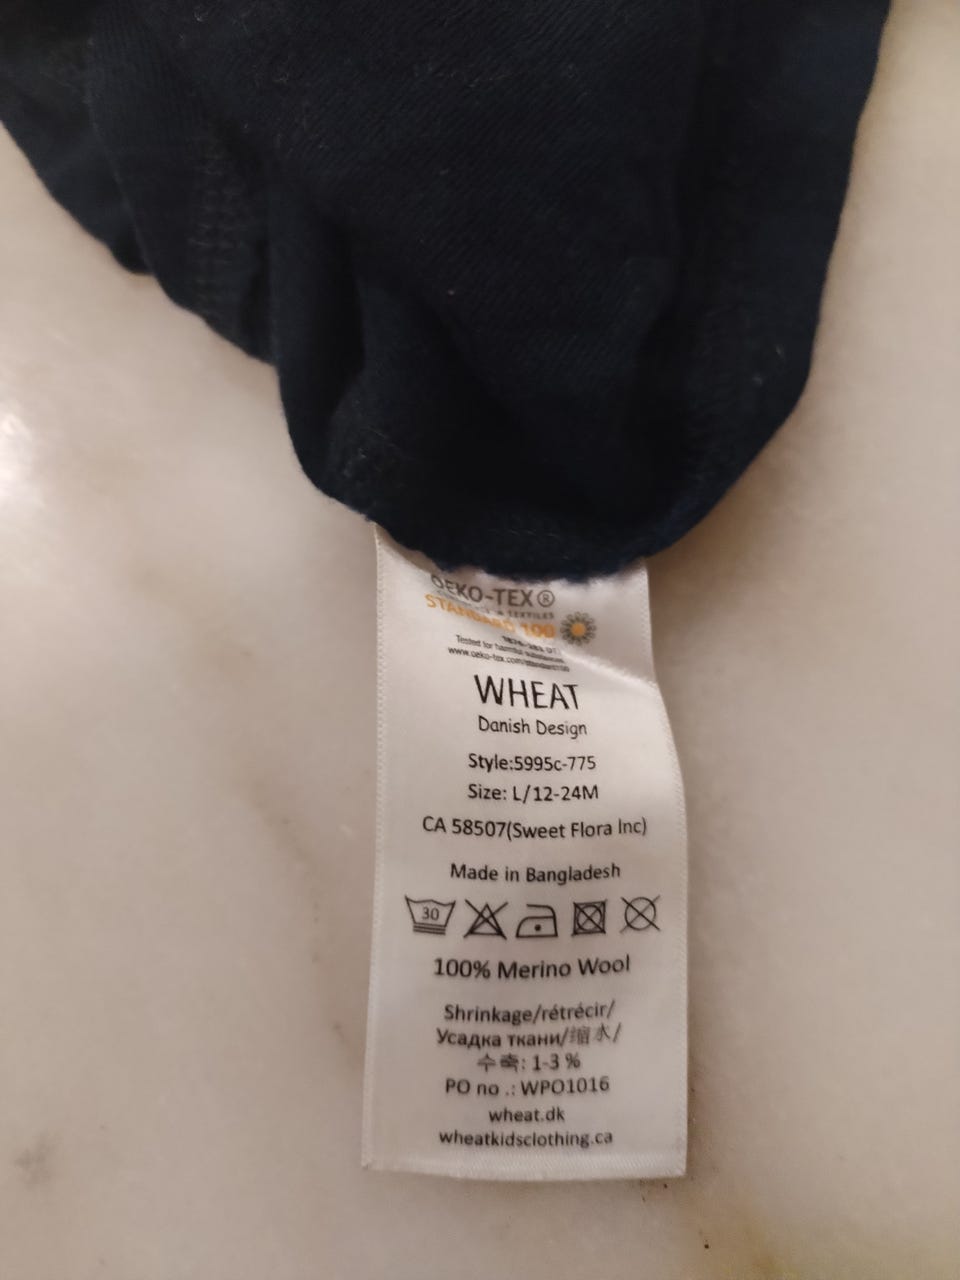 OEKO-TEX®
STANDARD 100
Tested for harmful substances
www.oeko-tex.com/standard100
WHEAT
Danish Design
Style:5995c-775
Size: L/12-24M
CA 58507(Sweet Flora Inc)
Made in Bangladesh
30
100% Merino Wool
Shrinkage/rétrécir/
Усадка ткани/缩水/
수축: 1-3 %
PO no .: WPO1016
wheat.dk
wheatkidsclothing.ca